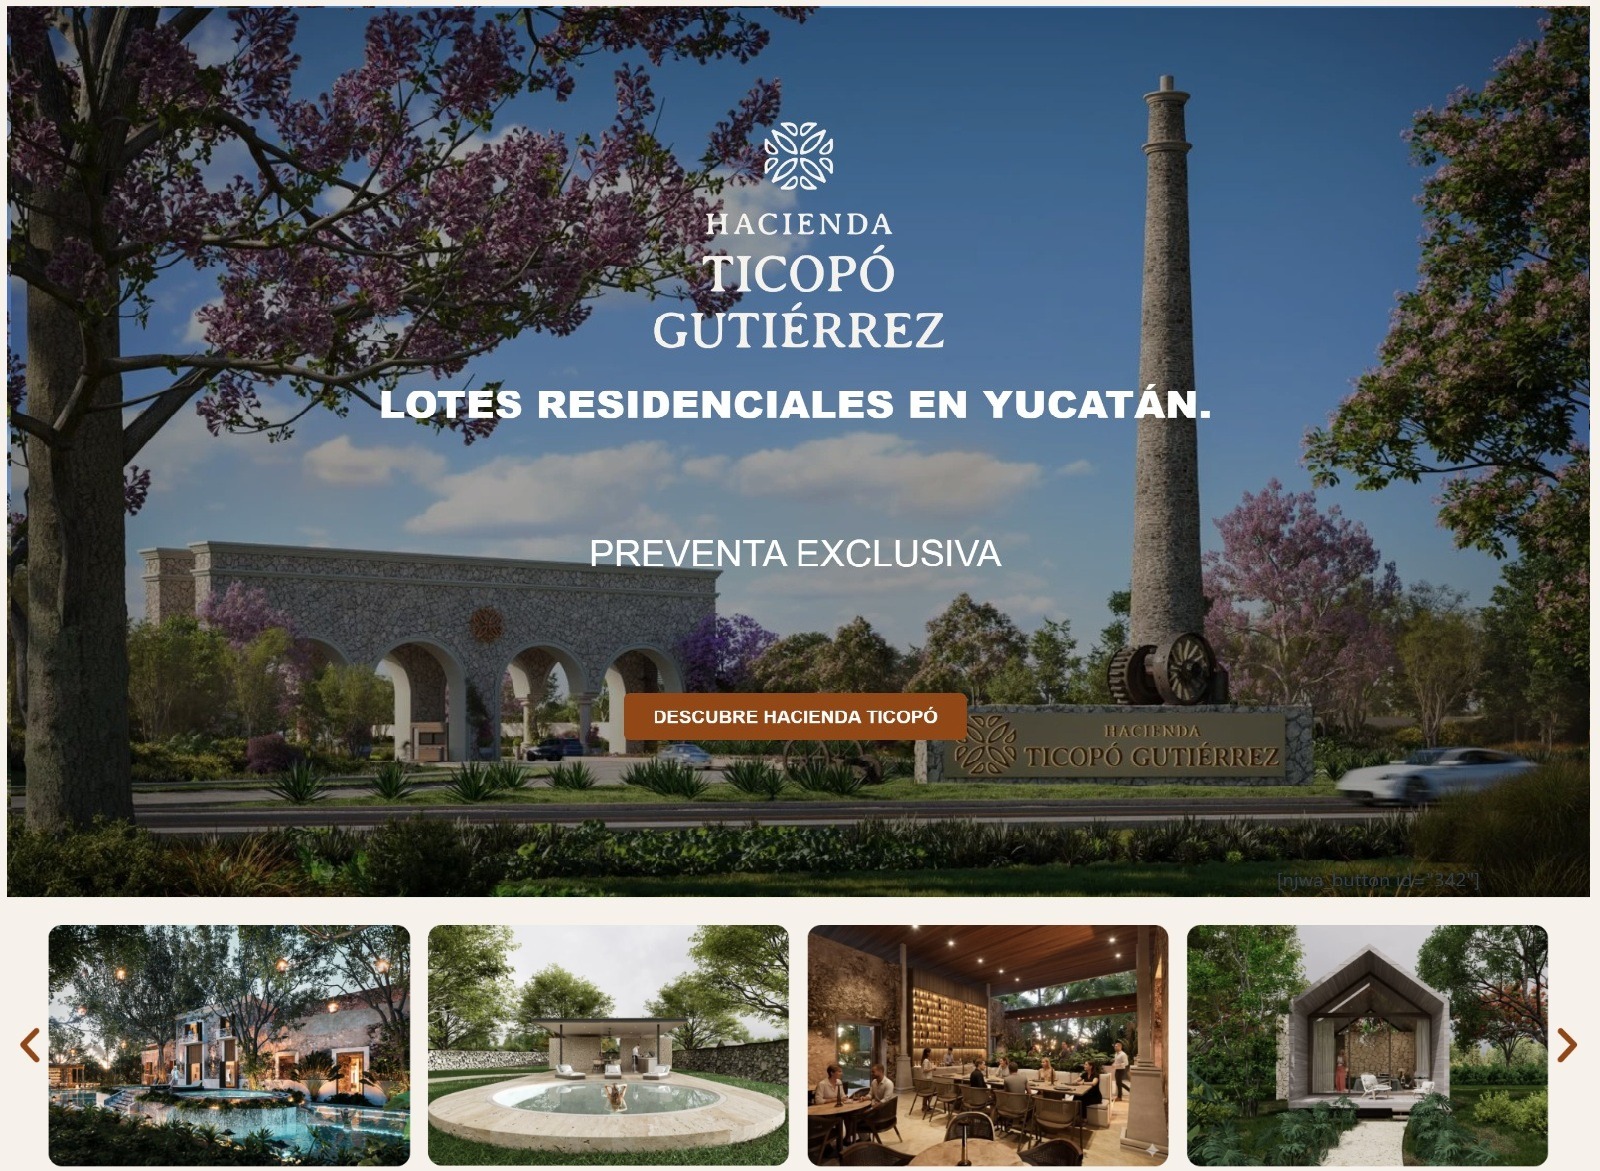 HACIENDA
TICOPÓ
GUTIÉRREZ
LOTES RESIDENCIALES EN YUCATÁN.
PREVENTA EXCLUSIVA
DESCUBRE HACIENDA TICOPÓ
HACIENDA
TICOPÓ GUTIÉRREZ
[njwa_button id="342"]